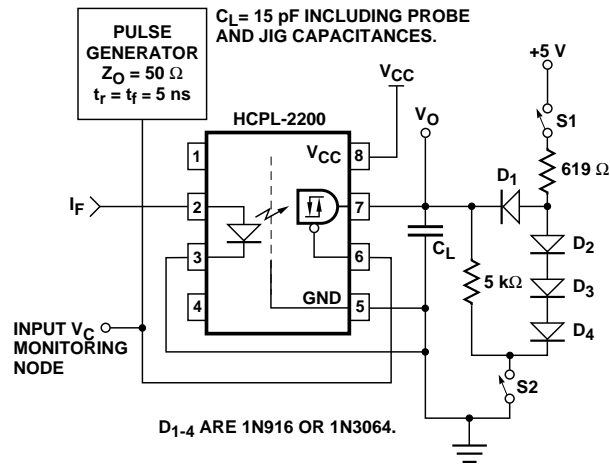 PULSE
GENERATOR
Z_O = 50 Ω
t_r = t_f = 5 ns
C_L= 15 pF INCLUDING PROBE
AND JIG CAPACITANCES.
+5 V
V_CC
HCPL-2200
V_O
S1
1
V_CC
8
619 Ω
D_1
I_F
2
7
C_L
D_2
3
6
5 kΩ
D_3
4
GND
5
D_4
INPUT V_C
MONITORING
NODE
S2
D_1-4 ARE 1N916 OR 1N3064.